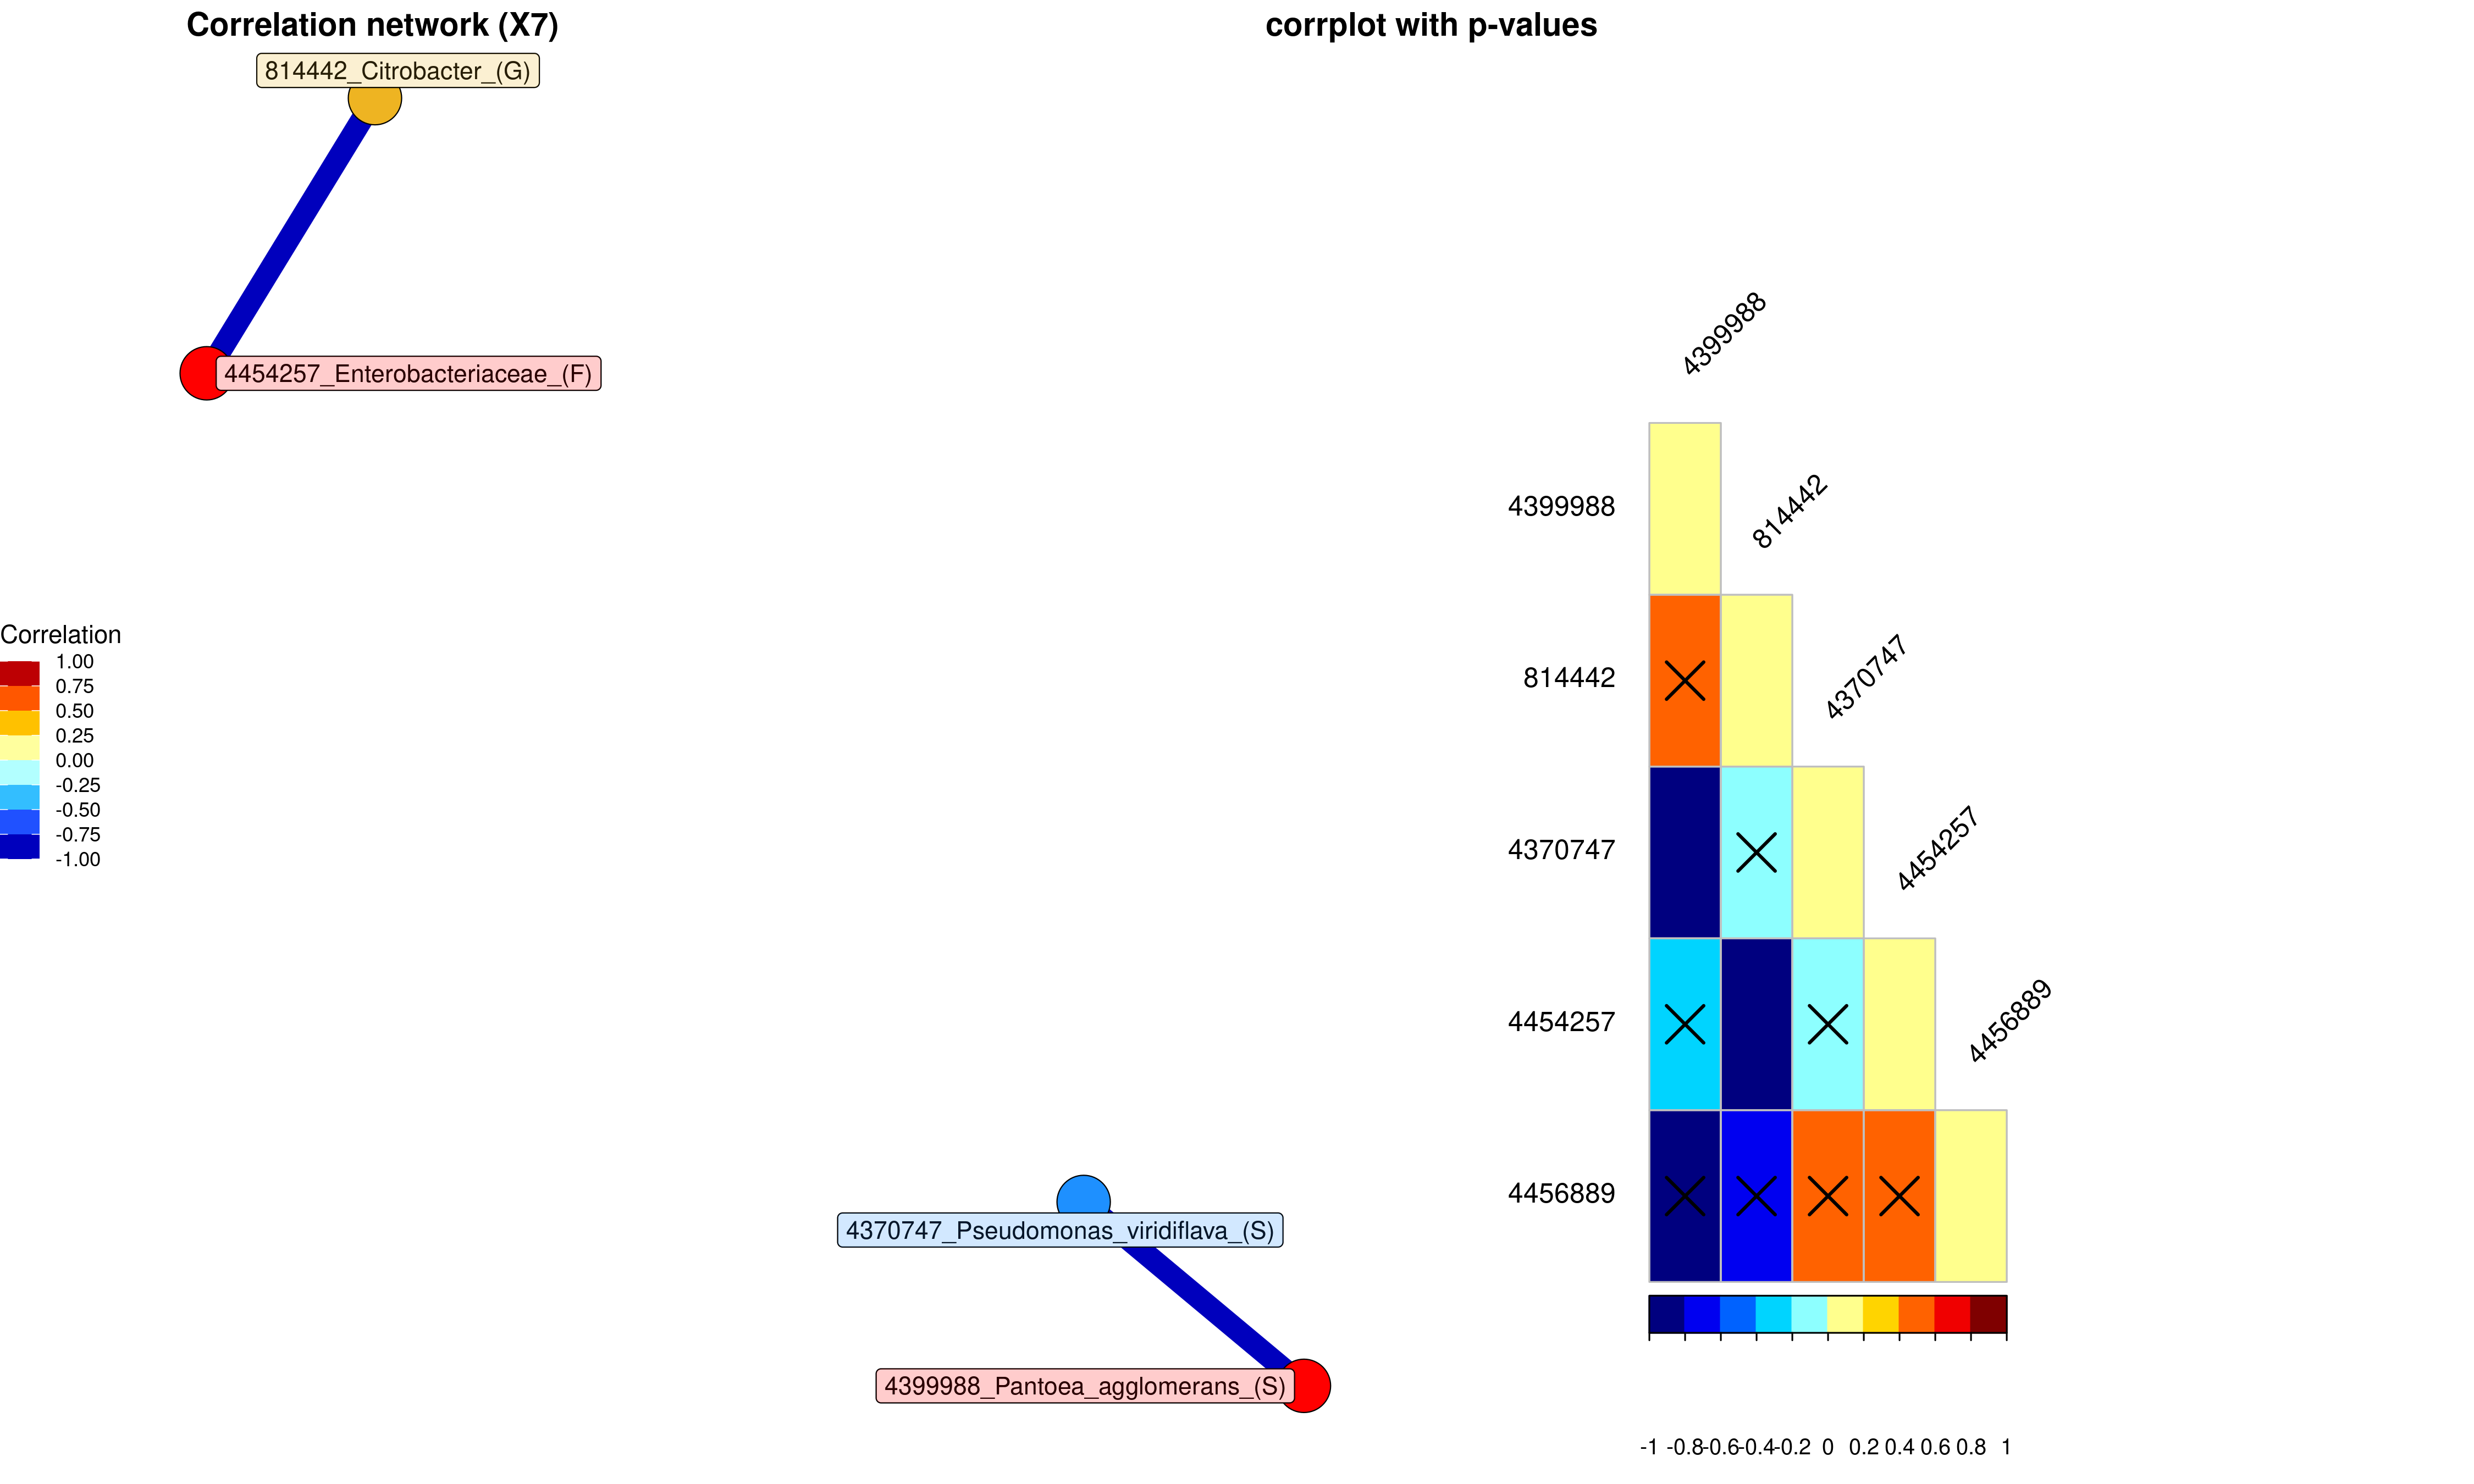 Correlation network (X7)
814442_Citrobacter_(G)
4454257_Enterobacteriaceae_(F)
Correlation
1.00
0.75
0.50
0.25
0.00
-0.25
-0.50
-0.75
-1.00
4370747_Pseudomonas_viridiflava_(S)
4399988_Pantoea_agglomerans_(S)
corrplot with p-values
4399988
4399988
814442
814442
4370747
4370747
4454257
4454257
4456889
4456889
-1 -0.8 -0.6 -0.4 -0.2 0 0.2 0.4 0.6 0.8 1